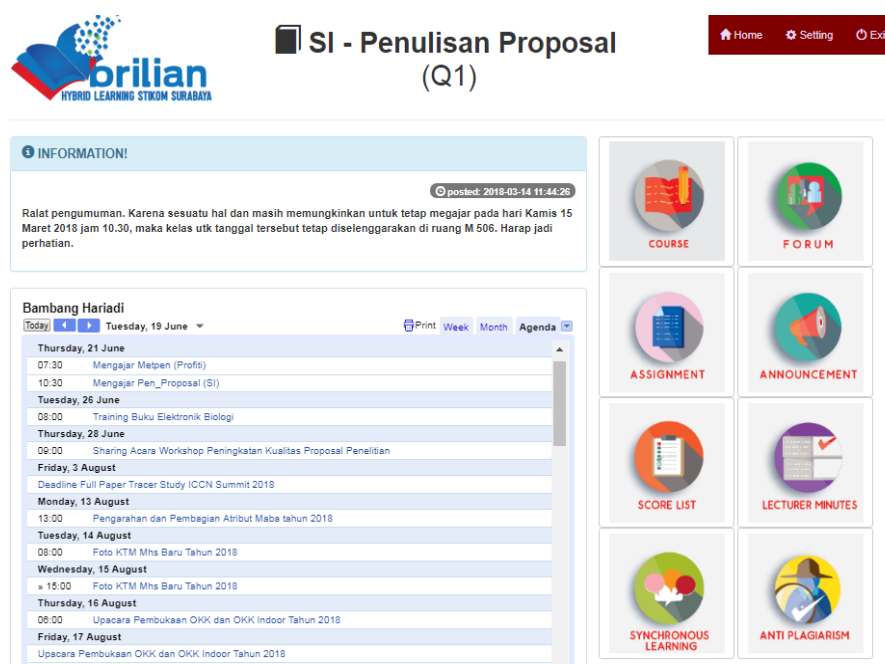 brilian
HYBRID LEARNING STIKOM SURABAYA
SI - Penulisan Proposal
(Q1)
Home Setting Exi
INFORMATION!
posted: 2018-03-14 11:44:26
Ralat pengumuman. Karena sesuatu hal dan masih memungkinkan untuk tetap megajar pada hari Kamis 15
Maret 2018 jam 10.30, maka kelas utk tanggal tersebut tetap diselenggarakan di ruang M 506. Harap jadi
perhatian.
Bambang Hariadi
Today Tuesday, 19 June Print Week Month Agenda
Thursday, 21 June
07:30 Mengajar Metpen (Profiti)
10:30 Mengajar Pen_Proposal (SI)
Tuesday, 26 June
08:00 Training Buku Elektronik Biologi
Thursday, 28 June
09:00 Sharing Acara Workshop Peningkatan Kualitas Proposal Penelitian
Friday, 3 August
Deadline Full Paper Tracer Study ICCN Summit 2018
Monday, 13 August
13:00 Pengarahan dan Pembagian Atribut Maba tahun 2018
Tuesday, 14 August
08:00 Foto KTM Mhs Baru Tahun 2018
Wednesday, 15 August
» 15:00 Foto KTM Mhs Baru Tahun 2018
Thursday, 16 August
06:00 Upacara Pembukaan OKK dan OKK Indoor Tahun 2018
Friday, 17 August
Upacara Pembukaan OKK dan OKK Indoor Tahun 2018
COURSE
FORUM
ASSIGNMENT
ANNOUNCEMENT
SCORE LIST
LECTURER MINUTES
SYNCHRONOUS
LEARNING
ANTI PLAGIARISM